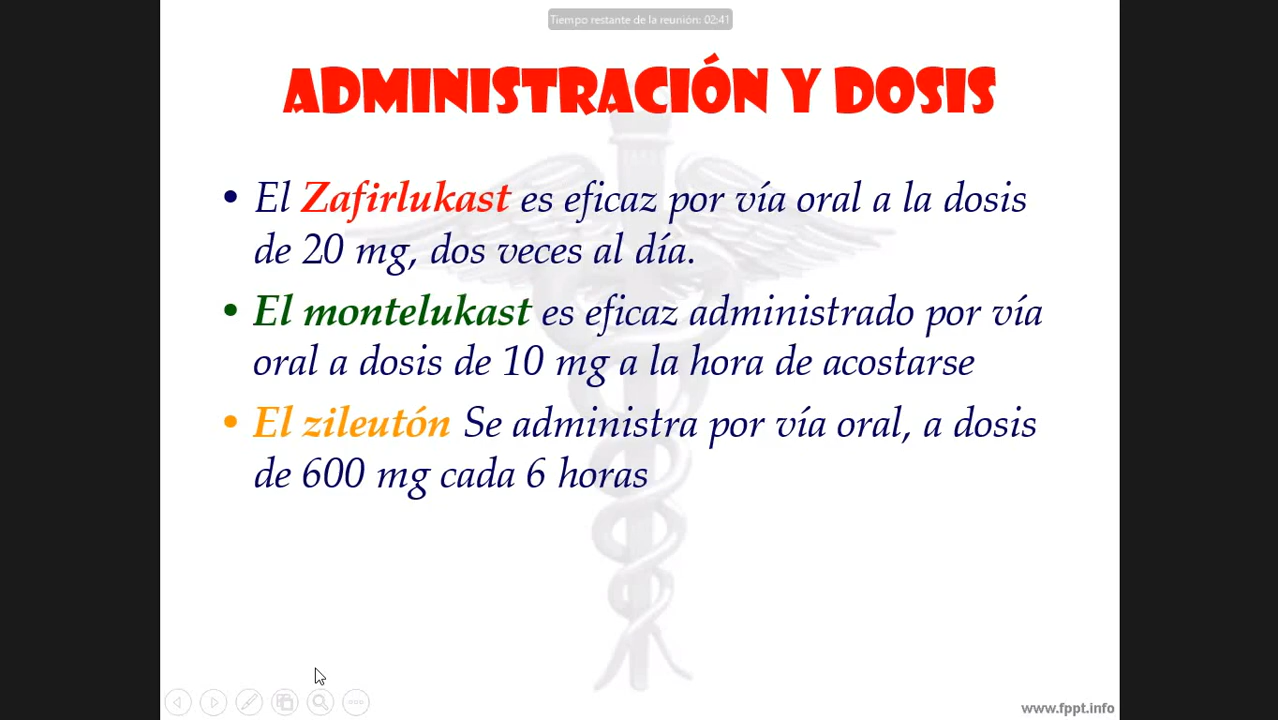 Tiempo restante de la reunión: 02:41
ADMINISTRACIÓN Y DOSIS
• El Zafirlukast es eficaz por vía oral a la dosis
de 20 mg, dos veces al día.
• El montelukast es eficaz administrado por vía
oral a dosis de 10 mg a la hora de acostarse
• El zileutón Se administra por vía oral, a dosis
de 600 mg cada 6 horas
www.fppt.info